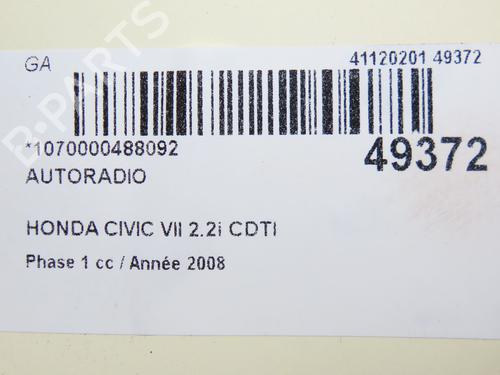 GA
41120201 49372
*1070000488092
49372
AUTORADIO
HONDA CIVIC VII 2.2i CDTI
Phase 1 cc / Année 2008
B-PARTS